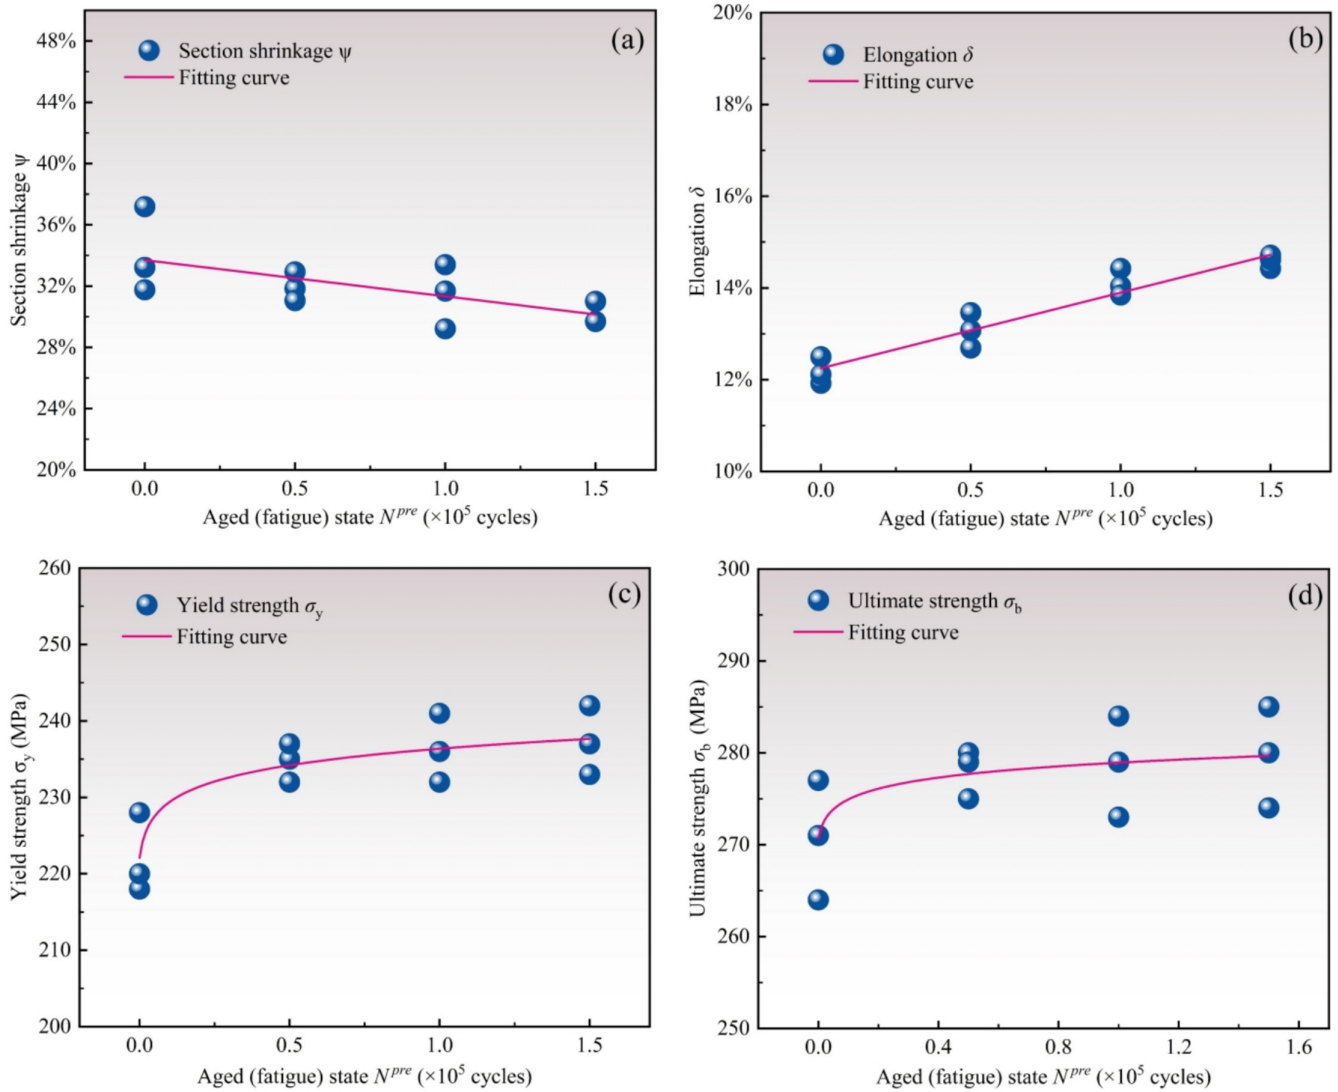 (a)
Section shrinkage ψ
Fitting curve
48%
44%
40%
36%
32%
28%
24%
20%
Section shrinkage ψ
0.0 0.5 1.0 1.5
Aged (fatigue) state N^pre (×10^5 cycles)
(b)
Elongation δ
Fitting curve
20%
18%
16%
14%
12%
10%
Elongation δ
0.0 0.5 1.0 1.5
Aged (fatigue) state N^pre (×10^5 cycles)
(c)
Yield strength σ_y
Fitting curve
260
250
240
230
220
210
200
Yield strength σ_y (MPa)
0.0 0.5 1.0 1.5
Aged (fatigue) state N^pre (×10^5 cycles)
(d)
Ultimate strength σ_b
Fitting curve
300
290
280
270
260
250
Ultimate strength σ_b (MPa)
0.0 0.4 0.8 1.2 1.6
Aged (fatigue) state N^pre (×10^5 cycles)